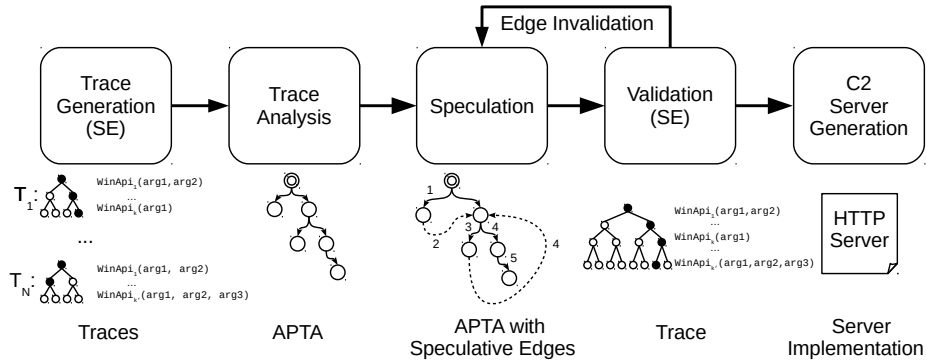 Edge Invalidation
Trace
Generation
(SE)
Trace
Analysis
Speculation
Validation
(SE)
C2
Server
Generation
T1:
WinApi1(arg1,arg2)
...
WinApik(arg1)
...
TN:
WinApi1(arg1, arg2)
...
WinApik'(arg1, arg2, arg3)
1
2
3
4
5
4
WinApi1(arg1,arg2)
...
WinApik(arg1)
...
WinApik'(arg1,arg2,arg3)
HTTP
Server
Traces
APTA
APTA with
Speculative Edges
Trace
Server
Implementation